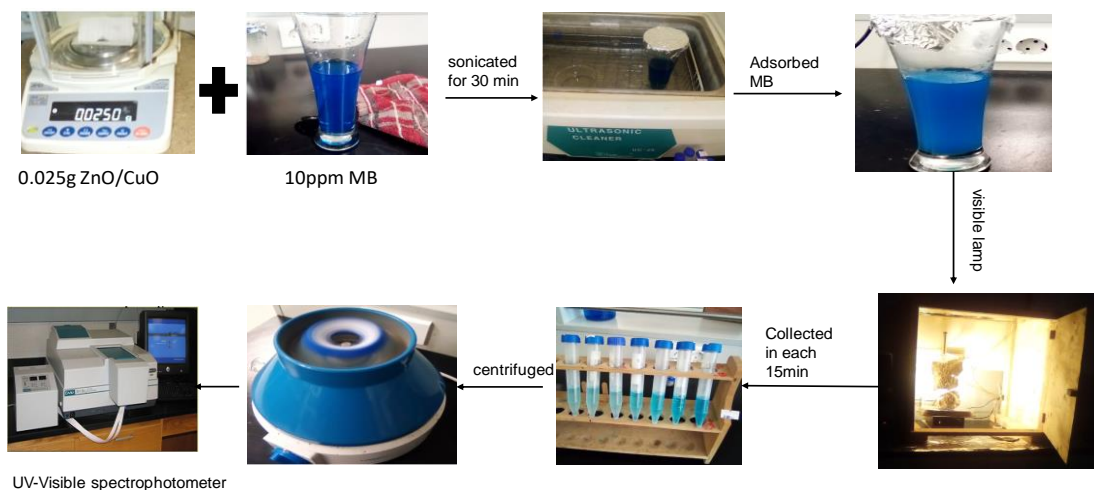 0.0250
sonicated
for 30 min
ULTRASONIC
CLEANER
Adsorbed
MB
0.025g ZnO/CuO
10ppm MB
visible lamp
Collected
in each
15min
centrifuged
UV-Visible spectrophotometer